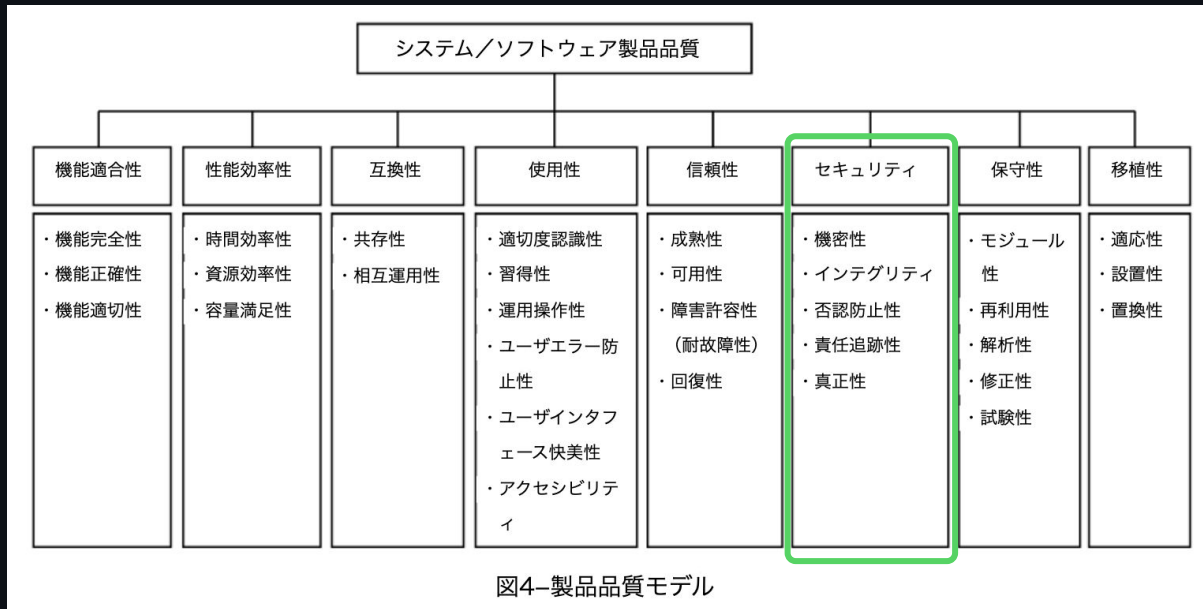 システム／ソフトウェア製品品質
機能適合性
性能効率性
互換性
使用性
信頼性
セキュリティ
保守性
移植性
・機能完全性
・機能正確性
・機能適切性
・時間効率性
・資源効率性
・容量満足性
・共存性
・相互運用性
・適切度認識性
・習得性
・運用操作性
・ユーザエラー防
止性
・ユーザインタフ
ェース快美性
・アクセシビリテ
ィ
・成熟性
・可用性
・障害許容性
（耐故障性）
・回復性
・機密性
・インテグリティ
・否認防止性
・責任追跡性
・真正性
・モジュール
性
・再利用性
・解析性
・修正性
・試験性
・適応性
・設置性
・置換性
図4–製品品質モデル